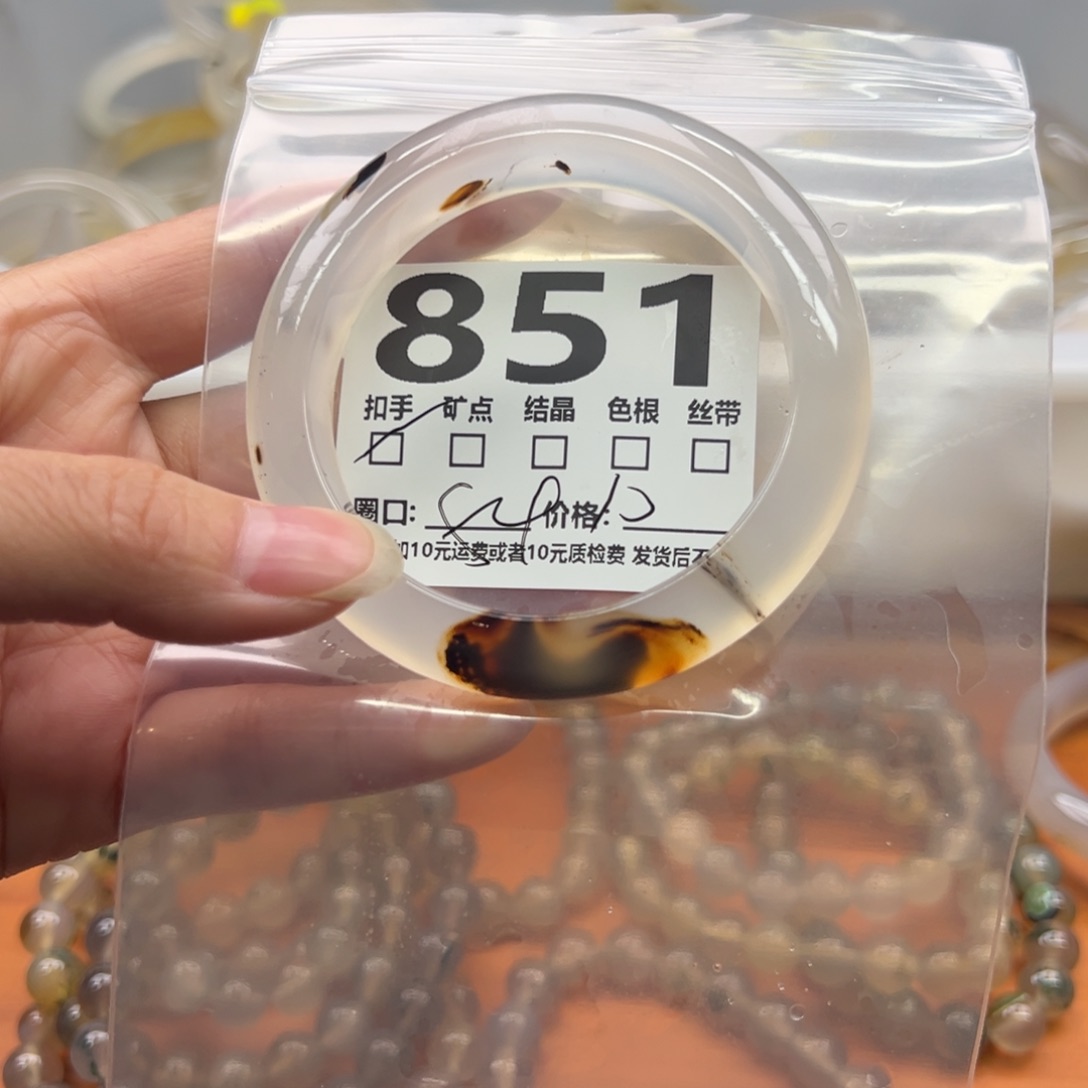 851
扣手 矿点 结晶 色根 丝带
圈口: 价格:
扣10元运费或者10元质检费 发货后不